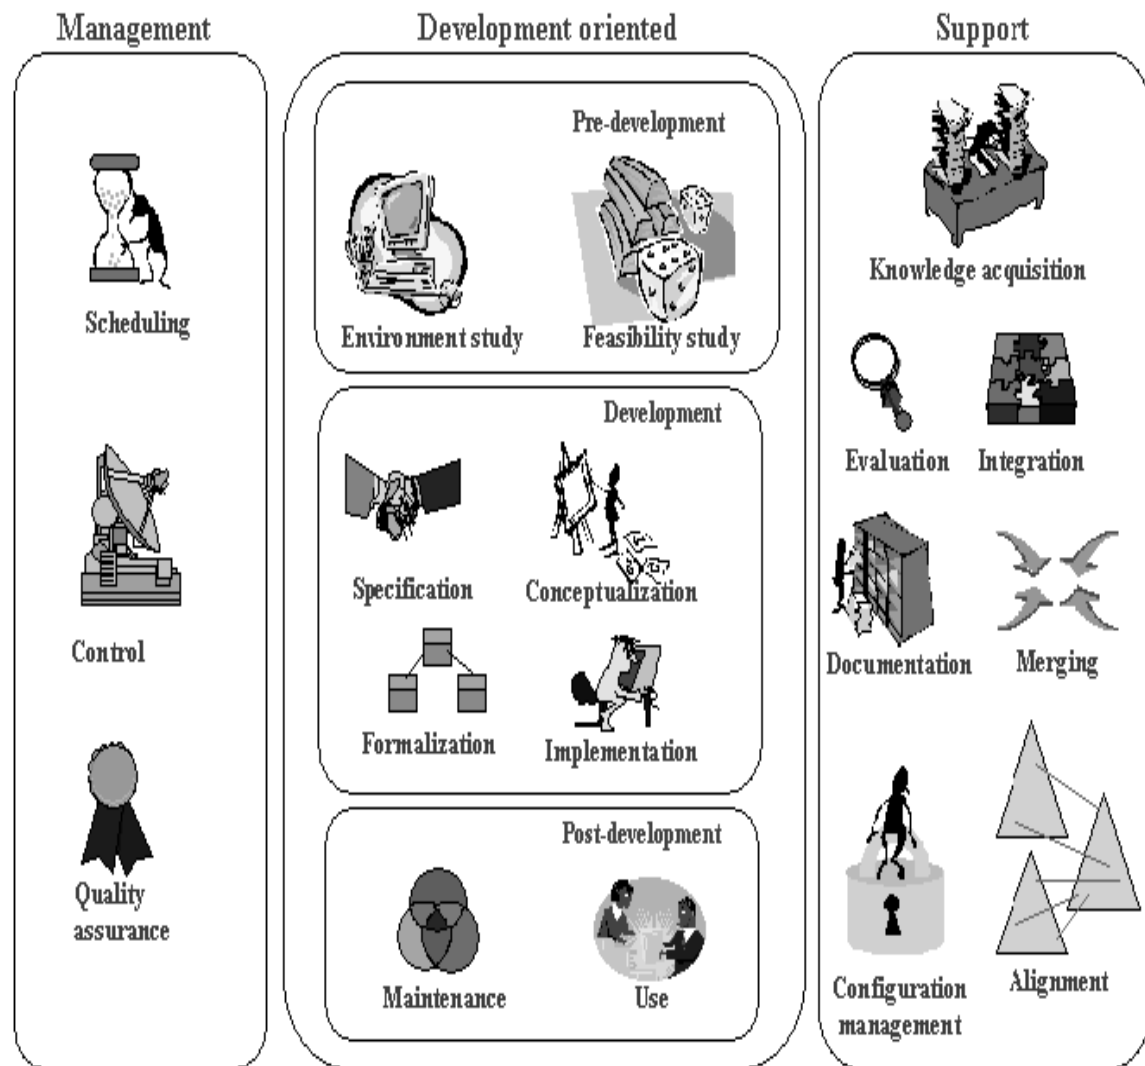 Management
Development oriented
Support
Scheduling
Control
Quality
assurance
Pre-development
Environment study
Feasibility study
Development
Specification
Conceptualization
Formalization
Implementation
Post-development
Maintenance
Use
Knowledge acquisition
Evaluation
Integration
Documentation
Merging
Configuration
management
Alignment